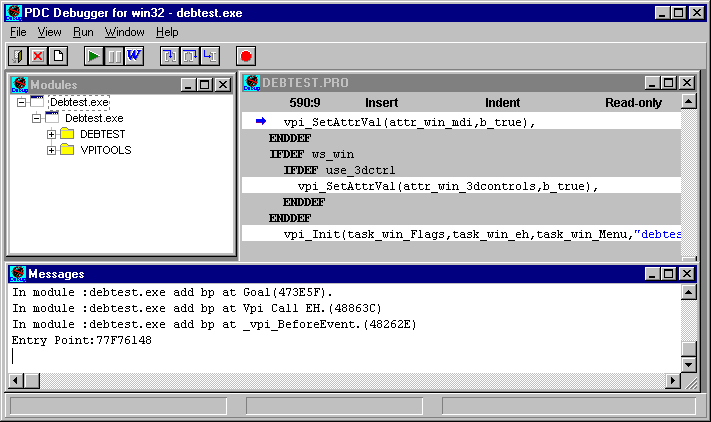 PDC Debugger for win32 - debtest.exe
File View Run Window Help
W
Modules
Debtest.exe
Debtest.exe
DEBTEST
VPITOOLS
DEBTEST.PRO
590:9 Insert Indent Read-only
vpi_SetAttrVal(attr_win_mdi,b_true),
ENDDEF
IFDEF ws_win
IFDEF use_3dctrl
vpi_SetAttrVal(attr_win_3dcontrols,b_true),
ENDDEF
ENDDEF
vpi_Init(task_win_Flags,task_win_eh,task_win_Menu,"debtes
Messages
In module :debtest.exe add bp at Goal(473E5F).
In module :debtest.exe add bp at Vpi Call EH.(48863C)
In module :debtest.exe add bp at _vpi_BeforeEvent.(48262E)
Entry Point:77F76148